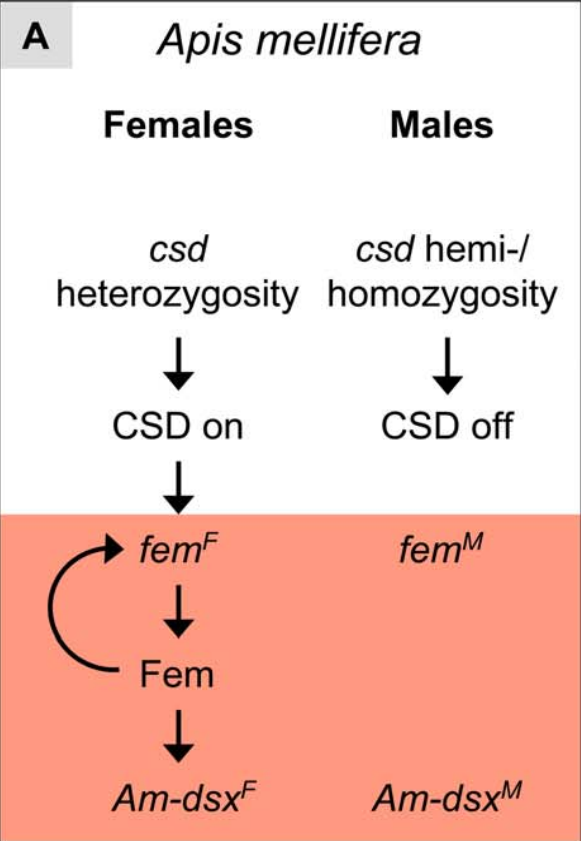 A
Apis mellifera
Females Males
csd csd hemi-/
heterozygosity homozygosity
CSD on CSD off
femF femM
Fem
Am-dsxF Am-dsxM